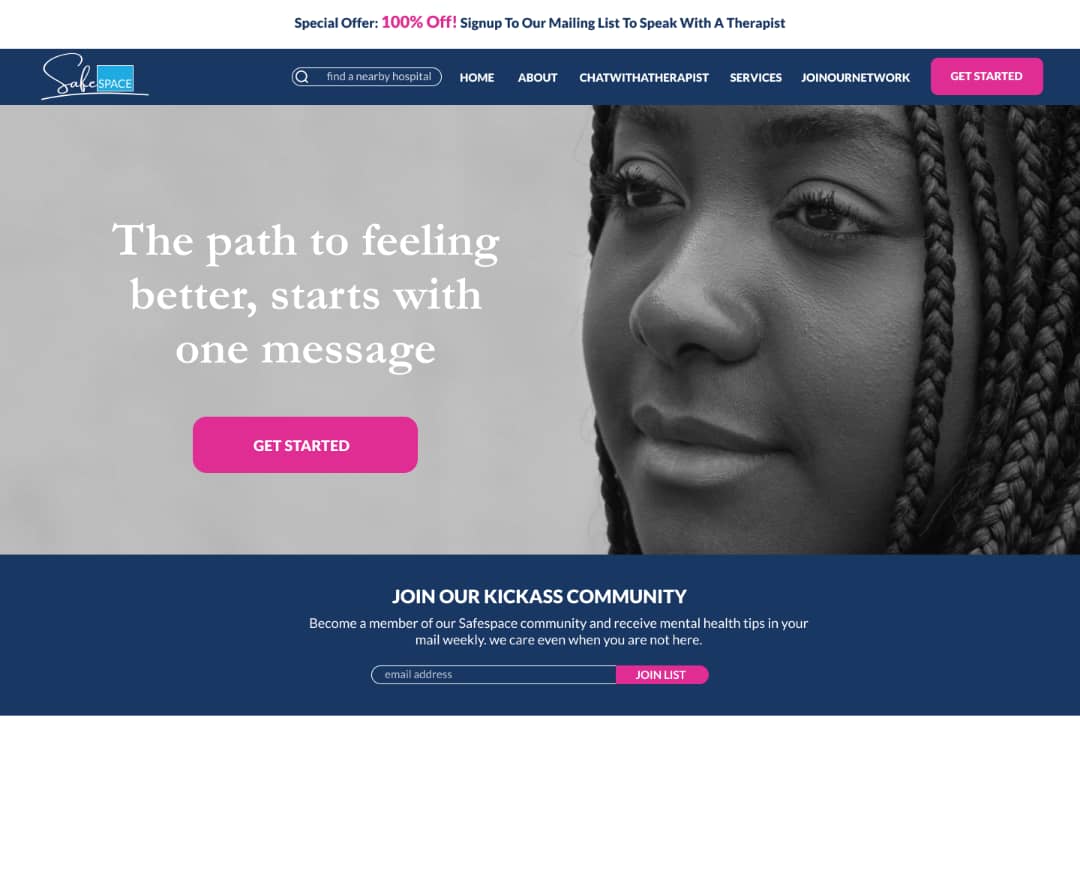 Special Offer: 100% Off! Signup To Our Mailing List To Speak With A Therapist
Safe SPACE
find a nearby hospital
HOME
ABOUT
CHATWITHATHERAPIST
SERVICES
JOINOURNETWORK
GET STARTED
The path to feeling
better, starts with
one message
GET STARTED
JOIN OUR KICKASS COMMUNITY
Become a member of our Safespace community and receive mental health tips in your
mail weekly. we care even when you are not here.
email address
JOIN LIST